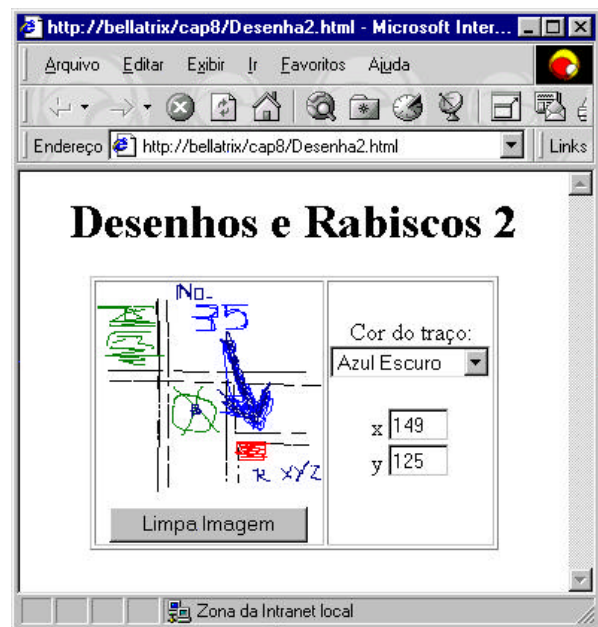 http://bellatrix/cap8/Desenha2.html - Microsoft Inter...
Arquivo Editar Exibir Ir Favoritos Ajuda
Endereço http://bellatrix/cap8/Desenha2.html Links
Desenhos e Rabiscos 2
No.
35
R XYZ
Limpa Imagem
Cor do traço:
Azul Escuro
x 149
y 125
Zona da Intranet local